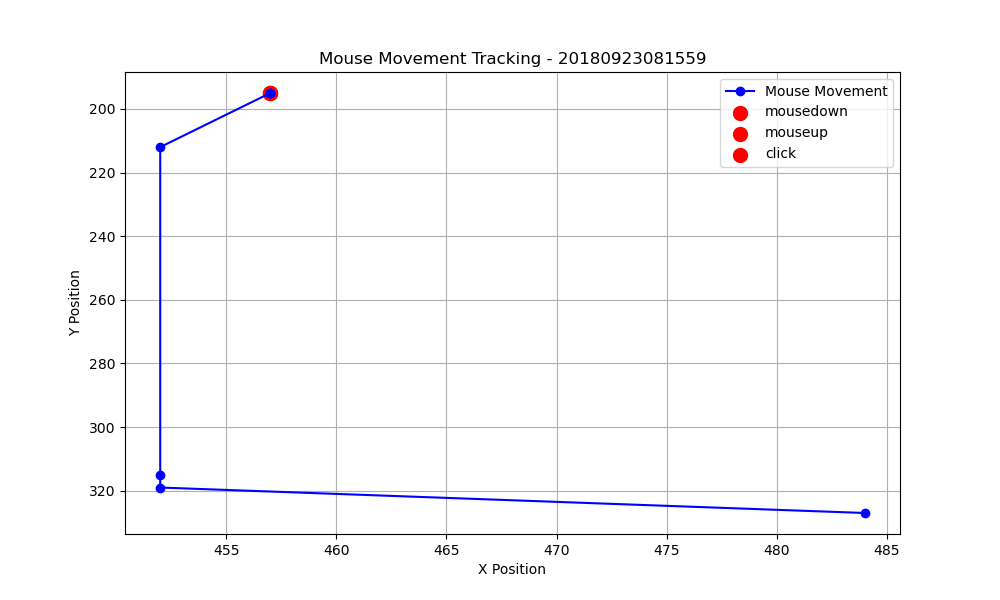 Mouse Movement Tracking - 20180923081559
Mouse Movement
mousedown
mouseup
click
Y Position
200
220
240
260
280
300
320
455 460 465 470 475 480 485
X Position